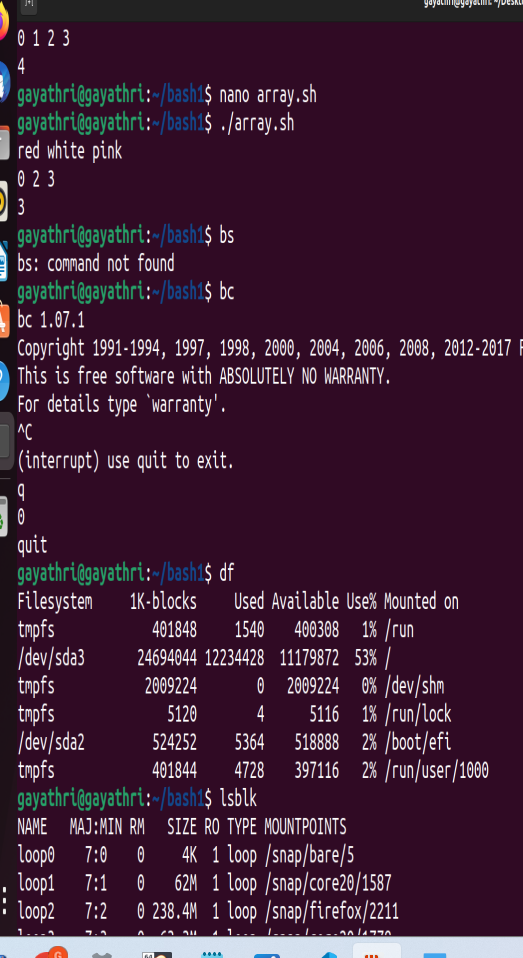 0 1 2 3
4
gayathri@gayathri:~/bash1$ nano array.sh
gayathri@gayathri:~/bash1$ ./array.sh
red white pink
0 2 3
3
gayathri@gayathri:~/bash1$ bs
bs: command not found
gayathri@gayathri:~/bash1$ bc
bc 1.07.1
Copyright 1991-1994, 1997, 1998, 2000, 2004, 2006, 2008, 2012-2017 F
This is free software with ABSOLUTELY NO WARRANTY.
For details type `warranty'.
^C
(interrupt) use quit to exit.
q
0
quit
gayathri@gayathri:~/bash1$ df
Filesystem     1K-blocks     Used Available Use% Mounted on
tmpfs             401848     1540    400308   1% /run
/dev/sda3       24694044 12234428  11179872  53% /
tmpfs            2009224        0   2009224   0% /dev/shm
tmpfs               5120        4      5116   1% /run/lock
/dev/sda2         524252     5364    518888   2% /boot/efi
tmpfs             401844     4728    397116   2% /run/user/1000
gayathri@gayathri:~/bash1$ lsblk
NAME   MAJ:MIN RM   SIZE RO TYPE MOUNTPOINTS
loop0    7:0    0     4K  1 loop /snap/bare/5
loop1    7:1    0    62M  1 loop /snap/core20/1587
loop2    7:2    0 238.4M  1 loop /snap/firefox/2211